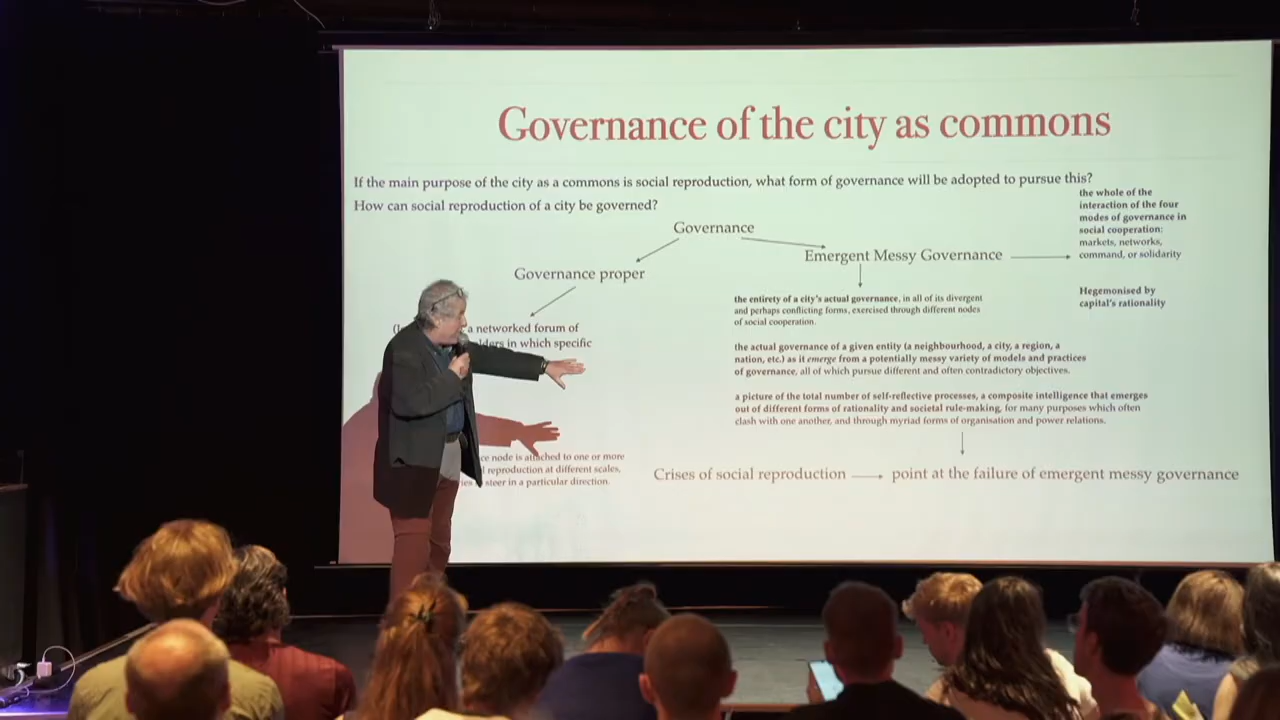 Governance of the city as commons
If the main purpose of the city as a commons is social reproduction, what form of governance will be adopted to pursue this?
How can social reproduction of a city be governed?
Governance
Governance proper
a networked forum of
in which specific
node is attached to one or more
reproduction at different scales,
steer in a particular direction.
Emergent Messy Governance
the whole of the
interaction of the four
modes of governance in
social cooperation:
markets, networks,
command, or solidarity
Hegemonised by
capital's rationality
the entirety of a city's actual governance, in all of its divergent
and perhaps conflicting forms, exercised through different nodes
of social cooperation.
the actual governance of a given entity (a neighbourhood, a city, a region, a
nation, etc.) as it emerge from a potentially messy variety of models and practices
of governance, all of which pursue different and often contradictory objectives.
a picture of the total number of self-reflective processes, a composite intelligence that emerges
out of different forms of rationality and societal rule-making, for many purposes which often
clash with one another, and through myriad forms of organisation and power relations.
Crises of social reproduction
point at the failure of emergent messy governance